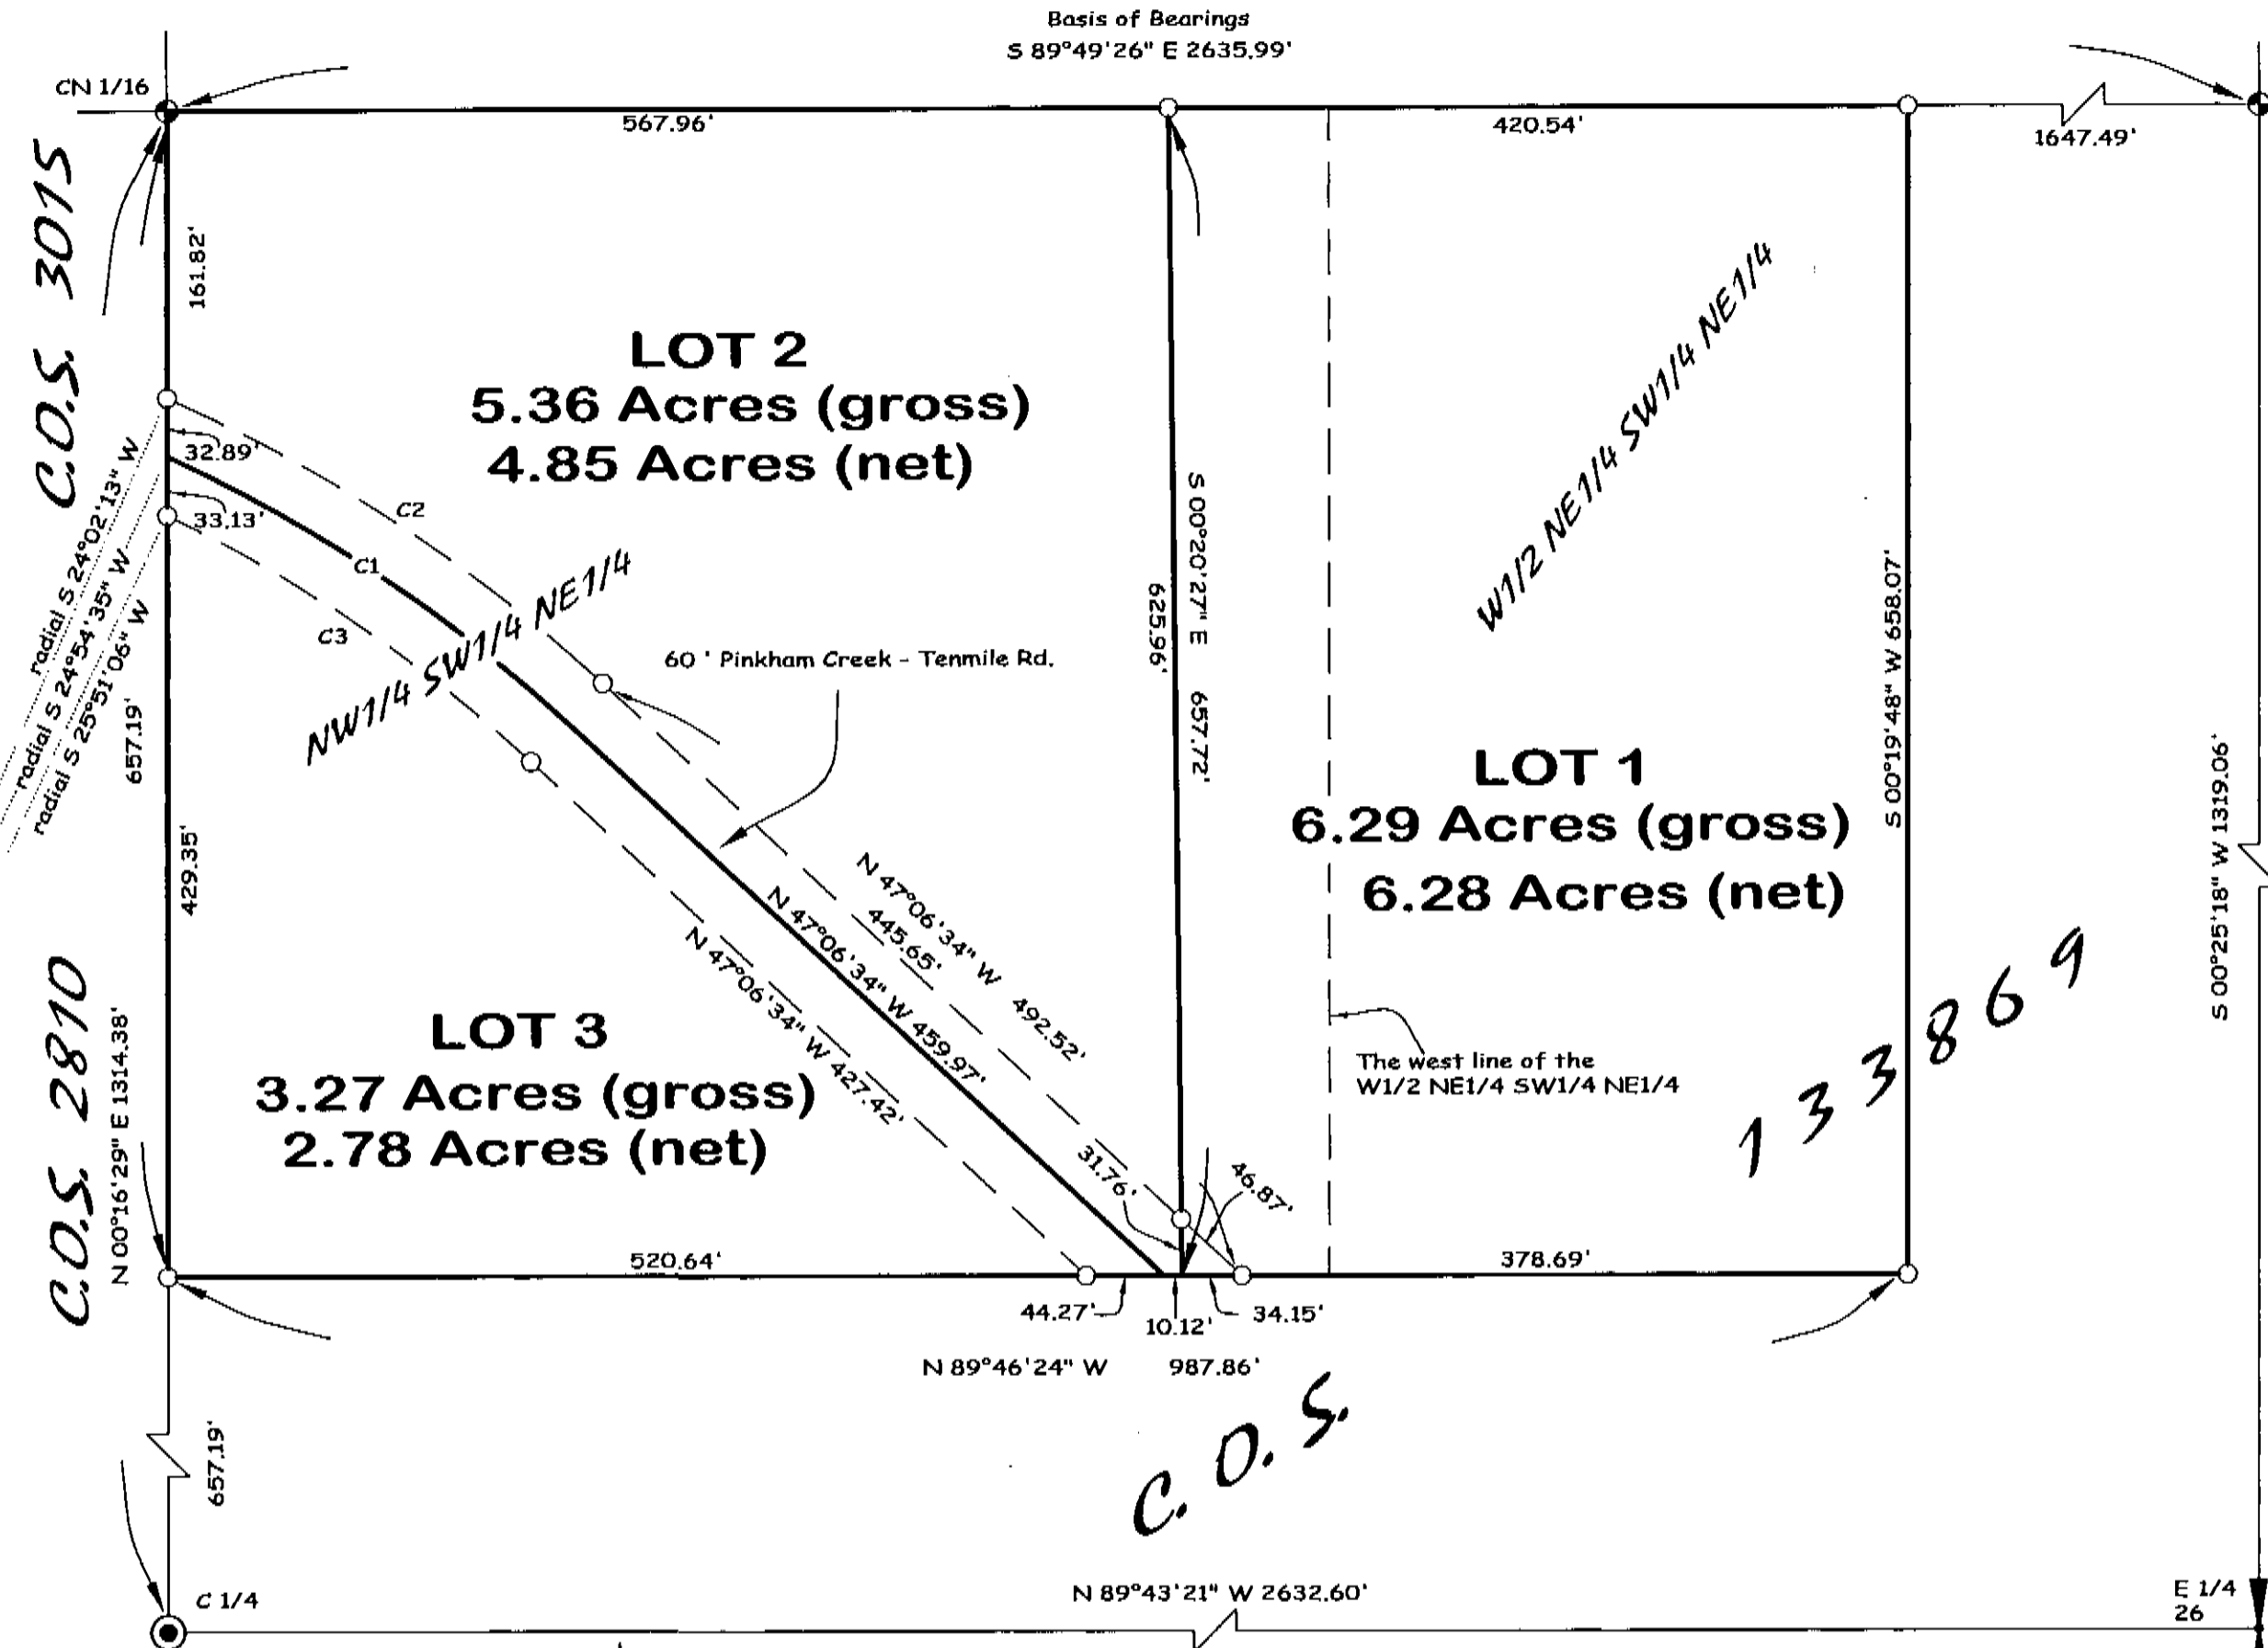 Basis of Bearings
S 89°49'26" E 2635.99'
CN 1/16
567.96'
420.54'
1647.49'
C.O.S. 3015
161.82'
LOT 2
5.36 Acres (gross)
4.85 Acres (net)
W1/2 NE1/4 SW1/4 NE1/4
32.89'
33.13'
radial S 24°02'13" W
radial S 24°54'35" W
radial S 25°51'06" W
C2
C1
C3
NW1/4 SW1/4 NE1/4
60 ' Pinkham Creek - Tenmile Rd.
S 00°20'27" E 657.72'
625.96'
S 00°19'48" W 658.07'
657.19'
429.35'
LOT 1
6.29 Acres (gross)
6.28 Acres (net)
S 00°25'18" W 1319.06'
N 47°06'34" W 492.52'
445.65'
N 47°06'34" W 459.97'
N 47°06'34" W 427.42'
C.O.S. 2810
N 00°16'29" E 1314.38'
LOT 3
3.27 Acres (gross)
2.78 Acres (net)
The west line of the
W1/2 NE1/4 SW1/4 NE1/4
133869
31.76'
46.87'
520.64'
378.69'
44.27'
10.12'
34.15'
N 89°46'24" W 987.86'
C.O.S.
657.19'
C 1/4
N 89°43'21" W 2632.60'
E 1/4
26